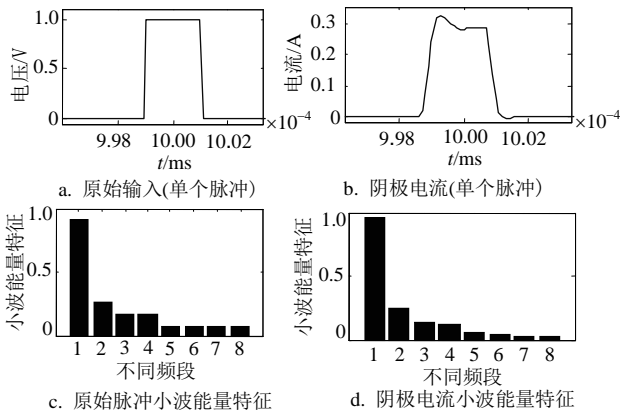 电压/V
1.0
0.5
0
9.98 10.00 10.02
×10⁻⁴
t/ms
a. 原始输入(单个脉冲)
电流/A
0.3
0.2
0.1
0
9.98 10.00 10.02
×10⁻⁴
t/ms
b. 阴极电流(单个脉冲)
小波能量特征
1.0
0.5
0
1 2 3 4 5 6 7 8
不同频段
c. 原始脉冲小波能量特征
小波能量特征
1.0
0.5
0
1 2 3 4 5 6 7 8
不同频段
d. 阴极电流小波能量特征